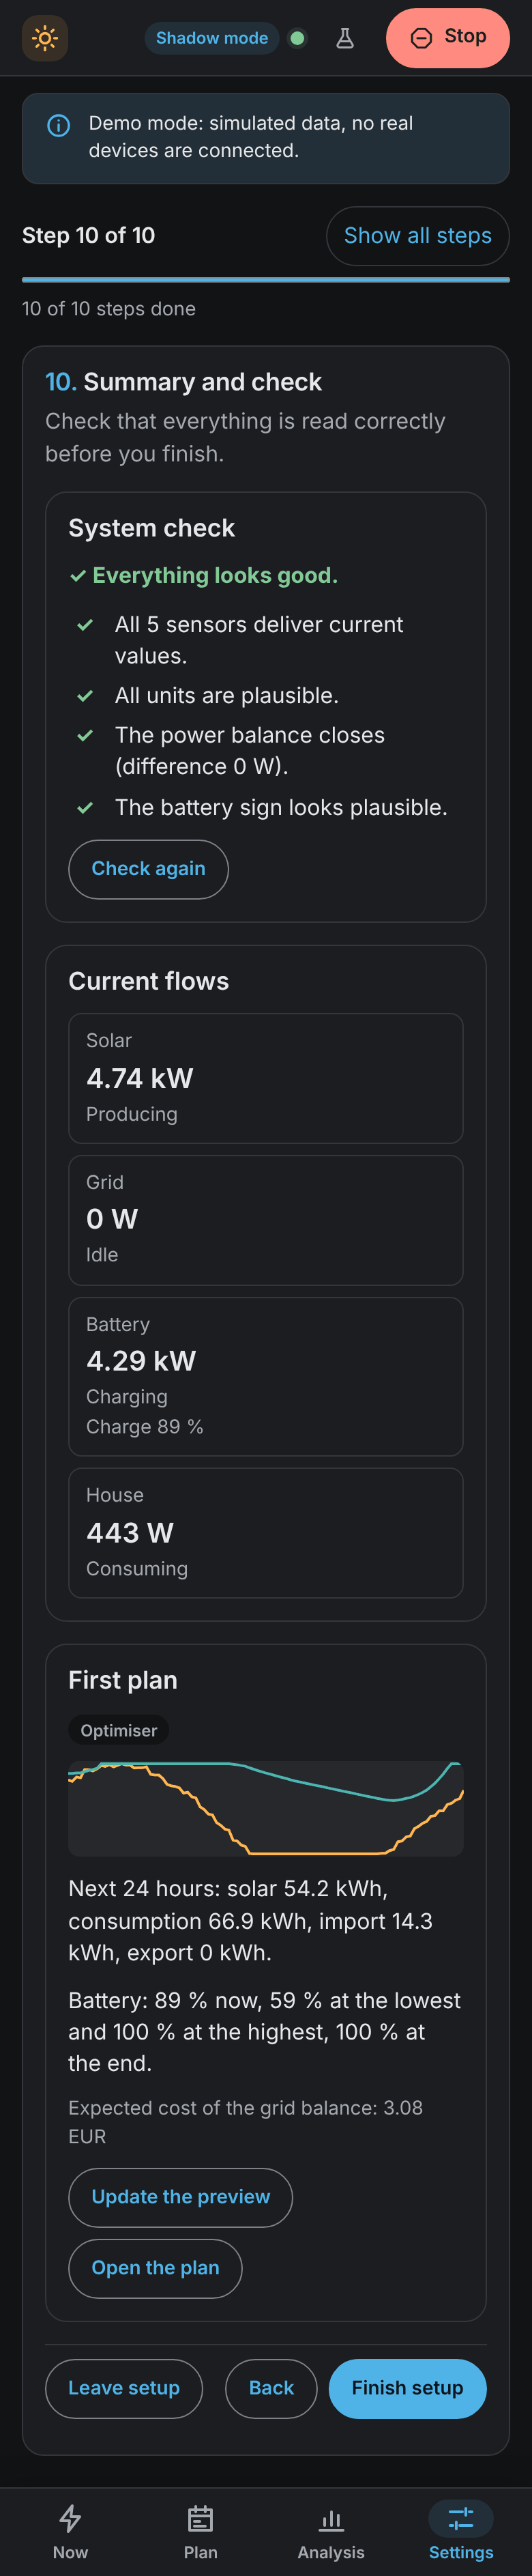 Shadow mode
Stop
Demo mode: simulated data, no real
devices are connected.
Step 10 of 10
Show all steps
10 of 10 steps done
10. Summary and check
Check that everything is read correctly
before you finish.
System check
✓ Everything looks good.
✓ All 5 sensors deliver current
values.
✓ All units are plausible.
✓ The power balance closes
(difference 0 W).
✓ The battery sign looks plausible.
Check again
Current flows
Solar
4.74 kW
Producing
Grid
0 W
Idle
Battery
4.29 kW
Charging
Charge 89 %
House
443 W
Consuming
First plan
Optimiser
Next 24 hours: solar 54.2 kWh,
consumption 66.9 kWh, import 14.3
kWh, export 0 kWh.
Battery: 89 % now, 59 % at the lowest
and 100 % at the highest, 100 % at
the end.
Expected cost of the grid balance: 3.08
EUR
Update the preview
Open the plan
Leave setup
Back
Finish setup
Now
Plan
Analysis
Settings